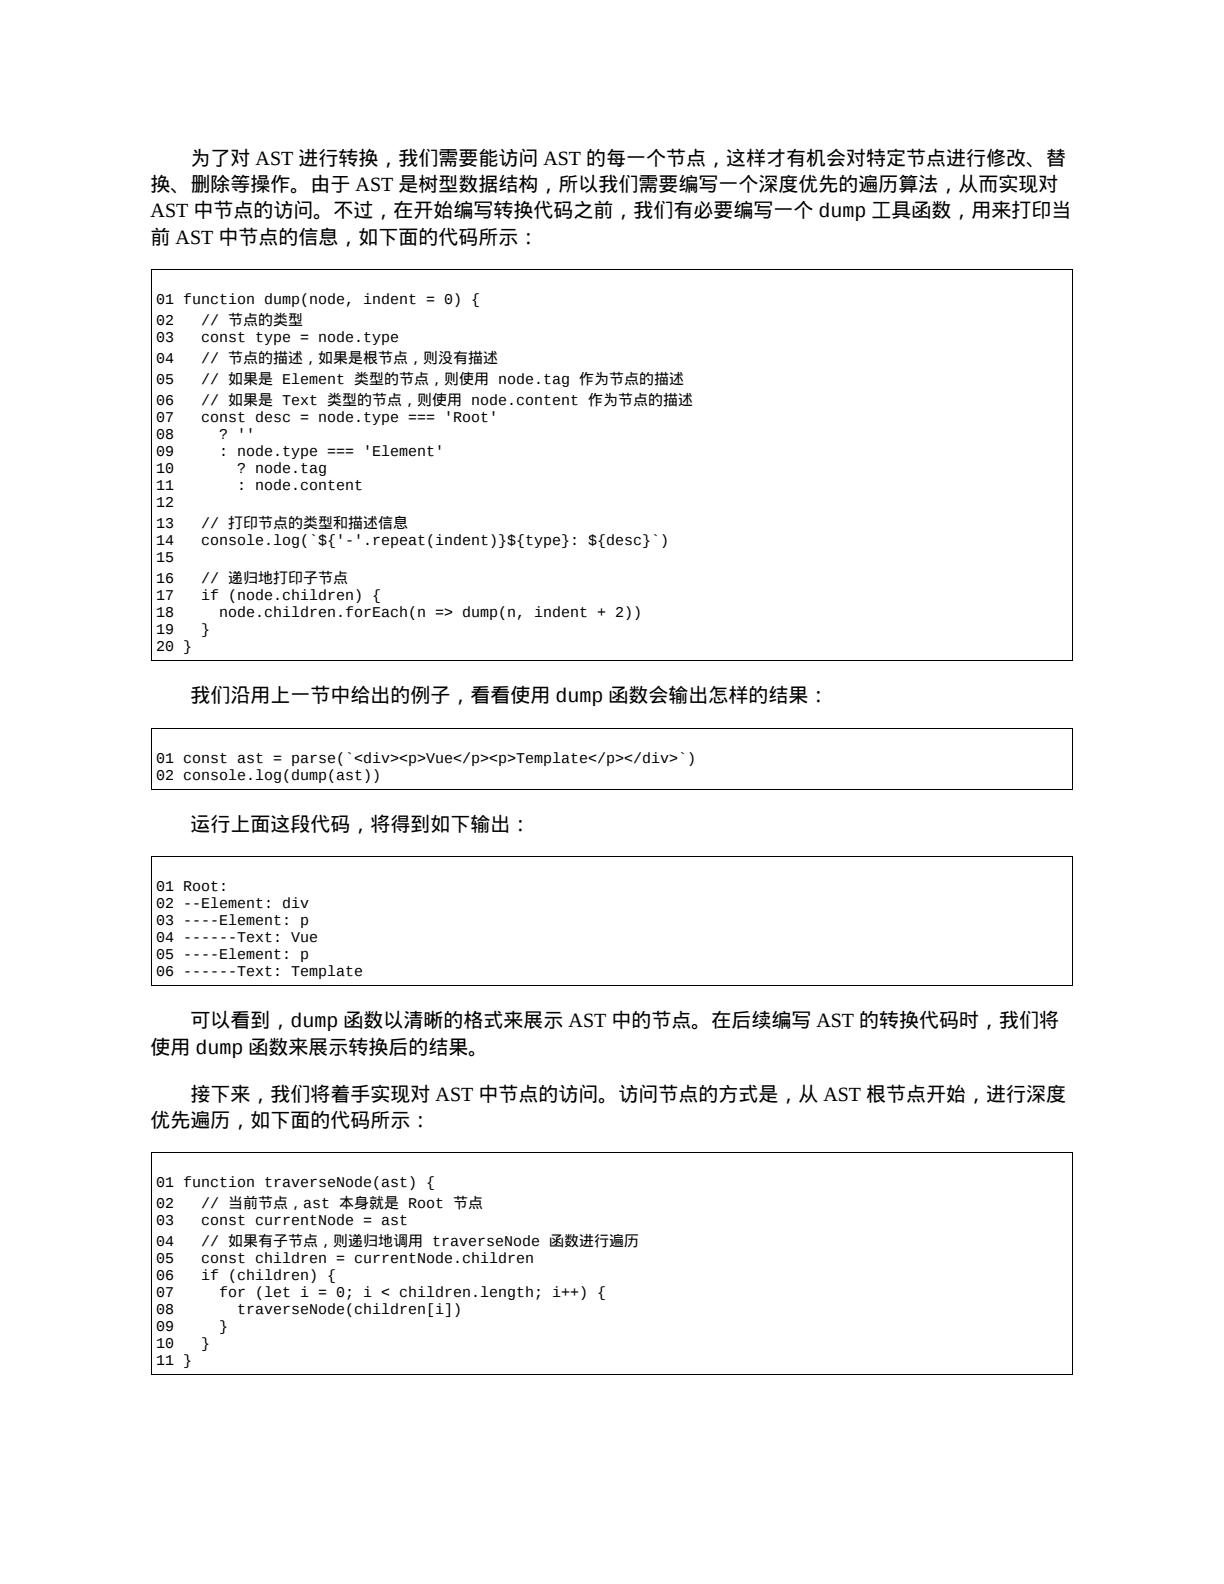 为了对 AST 进行转换，我们需要能访问 AST 的每一个节点，这样才有机会对特定节点进行修改、替
换、删除等操作。由于 AST 是树型数据结构，所以我们需要编写一个深度优先的遍历算法，从而实现对
AST 中节点的访问。不过，在开始编写转换代码之前，我们有必要编写一个 dump 工具函数，用来打印当
前 AST 中节点的信息，如下面的代码所示：
01 function dump(node, indent = 0) {
02   // 节点的类型
03   const type = node.type
04   // 节点的描述，如果是根节点，则没有描述
05   // 如果是 Element 类型的节点，则使用 node.tag 作为节点的描述
06   // 如果是 Text 类型的节点，则使用 node.content 作为节点的描述
07   const desc = node.type === 'Root'
08     ? ''
09     : node.type === 'Element'
10       ? node.tag
11       : node.content
12
13   // 打印节点的类型和描述信息
14   console.log(`${'-'.repeat(indent)}${type}: ${desc}`)
15
16   // 递归地打印子节点
17   if (node.children) {
18     node.children.forEach(n => dump(n, indent + 2))
19   }
20 }
我们沿用上一节中给出的例子，看看使用 dump 函数会输出怎样的结果：
01 const ast = parse(`<div><p>Vue</p><p>Template</p></div>`)
02 console.log(dump(ast))
运行上面这段代码，将得到如下输出：
01 Root:
02 --Element: div
03 ----Element: p
04 ------Text: Vue
05 ----Element: p
06 ------Text: Template
可以看到，dump 函数以清晰的格式来展示 AST 中的节点。在后续编写 AST 的转换代码时，我们将
使用 dump 函数来展示转换后的结果。
接下来，我们将着手实现对 AST 中节点的访问。访问节点的方式是，从 AST 根节点开始，进行深度
优先遍历，如下面的代码所示：
01 function traverseNode(ast) {
02   // 当前节点，ast 本身就是 Root 节点
03   const currentNode = ast
04   // 如果有子节点，则递归地调用 traverseNode 函数进行遍历
05   const children = currentNode.children
06   if (children) {
07     for (let i = 0; i < children.length; i++) {
08       traverseNode(children[i])
09     }
10   }
11 }